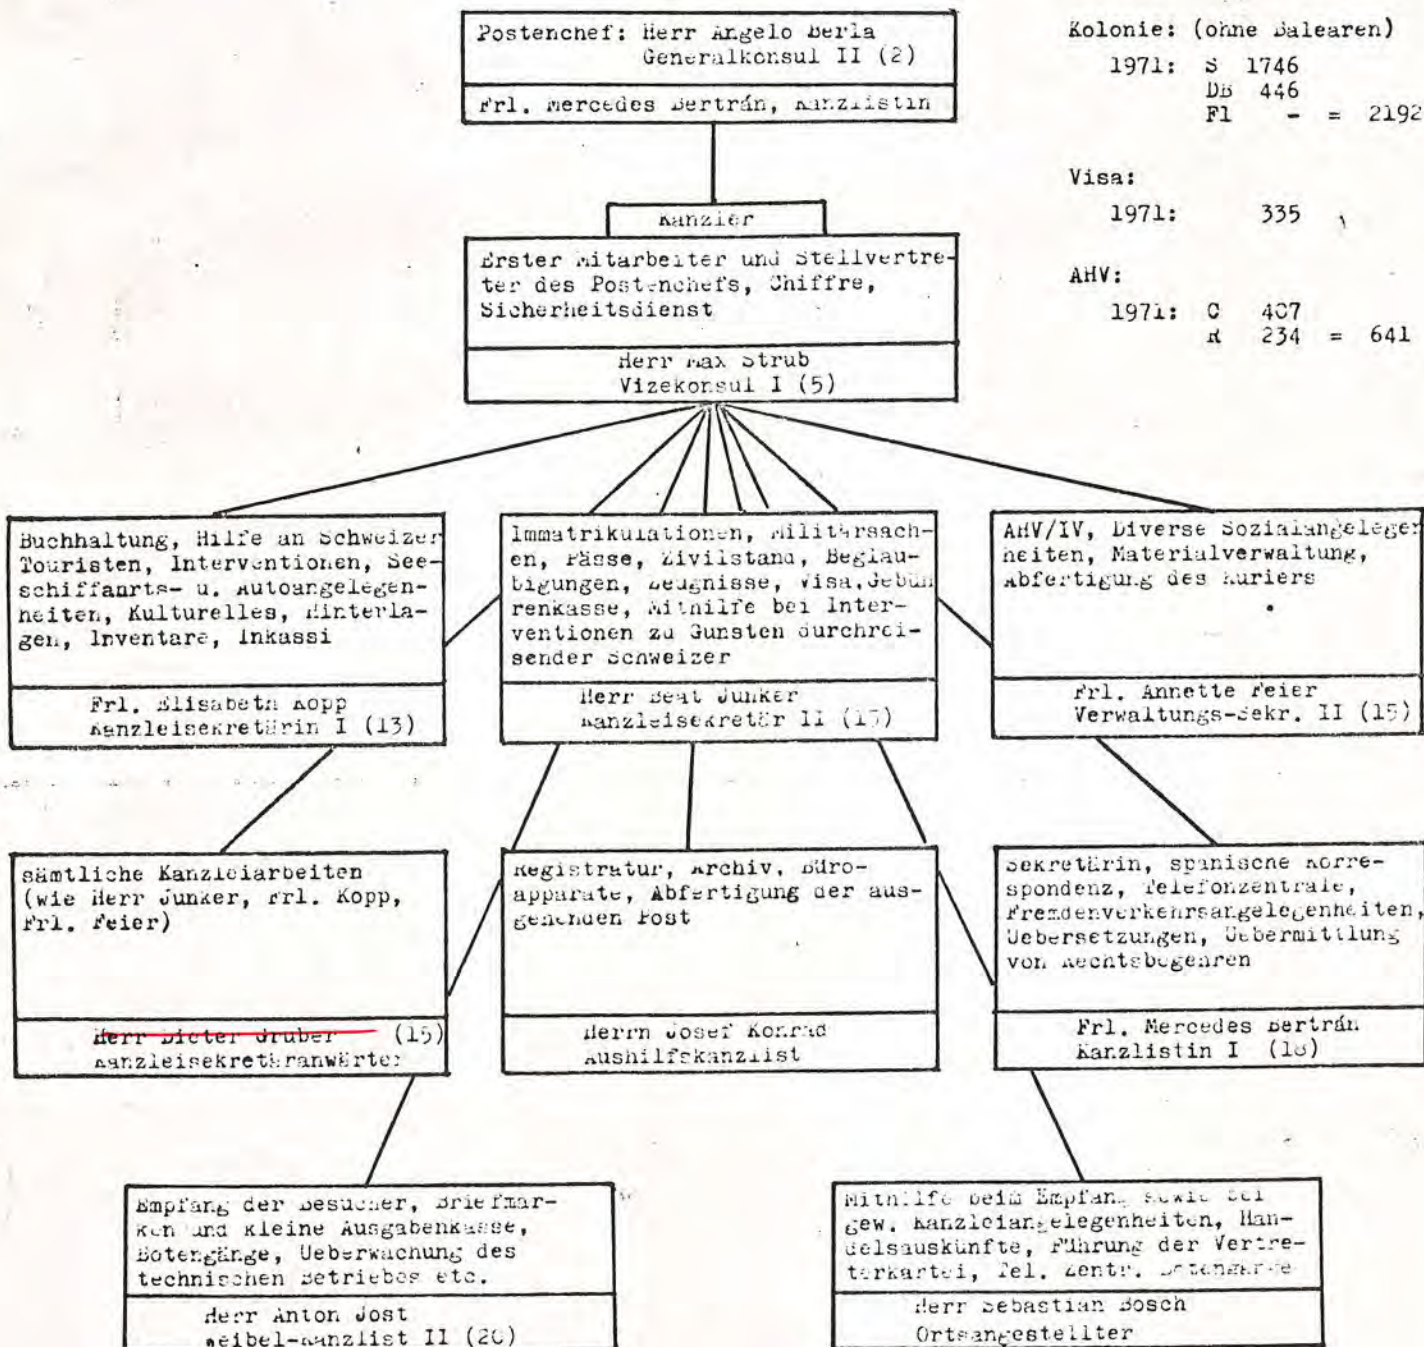 Postenchef: Herr Angelo Berla
Generalkonsul II (2)
Frl. Mercedes Bertrán, Kanzlistin
Kolonie: (ohne Balearen)
1971: S 1746
DB 446
Fl - = 2192
Visa:
1971: 335
AHV:
1971: C 407
R 234 = 641
Kanzler
Erster Mitarbeiter und Stellvertre-
ter des Postenchefs, Chiffre,
Sicherheitsdienst
Herr Max Strub
Vizekonsul I (5)
Buchhaltung, Hilfe an Schweizer
Touristen, Interventionen, See-
schiffahrts- u. Autoangelegen-
heiten, Kulturelles, Hinterla-
gen, Inventare, Inkassi
Frl. Elisabeth Kopp
Kanzleisekretärin I (13)
Immatrikulationen, Militärsach-
en, Pässe, Zivilstand, Beglau-
bigungen, Zeugnisse, Visa, Gebüh
renkasse, Mithilfe bei Inter-
ventionen zu Gunsten durchrei-
sender Schweizer
Herr Beat Junker
Kanzleisekretär II (15)
AHV/IV, Diverse Sozialangelegen
heiten, Materialverwaltung,
Abfertigung des Kuriers
Frl. Annette Feier
Verwaltungs-Sekr. II (15)
sämtliche Kanzleiarbeiten
(wie Herr Junker, Frl. Kopp,
Frl. Feier)
Herr Dieter Gruber (15)
Kanzleisekretäranwärter
Registratur, Archiv, Büro-
apparate, Abfertigung der aus-
gehenden Post
Herrn Josef Konrad
Aushilfskanzlist
Sekretärin, spanische Korre-
spondenz, Telefonzentrale,
Fremdenverkehrsangelegenheiten,
Uebersetzungen, Uebermittlung
von Rechtsbegehren
Frl. Mercedes Bertrán
Kanzlistin I (18)
Empfang der Besucher, Briefmar-
ken und kleine Ausgabenkasse,
Botengänge, Ueberwachung des
technischen Betriebes etc.
Herr Anton Jost
Weibel-Kanzlist II (20)
Mithilfe beim Empfang sowie bei
gew. Kanzleiangelegenheiten, Han-
delsauskünfte, Führung der Vertre-
terkartei, Tel. Zentr. Botengänge
Herr Sebastian Bosch
Ortsangestellter